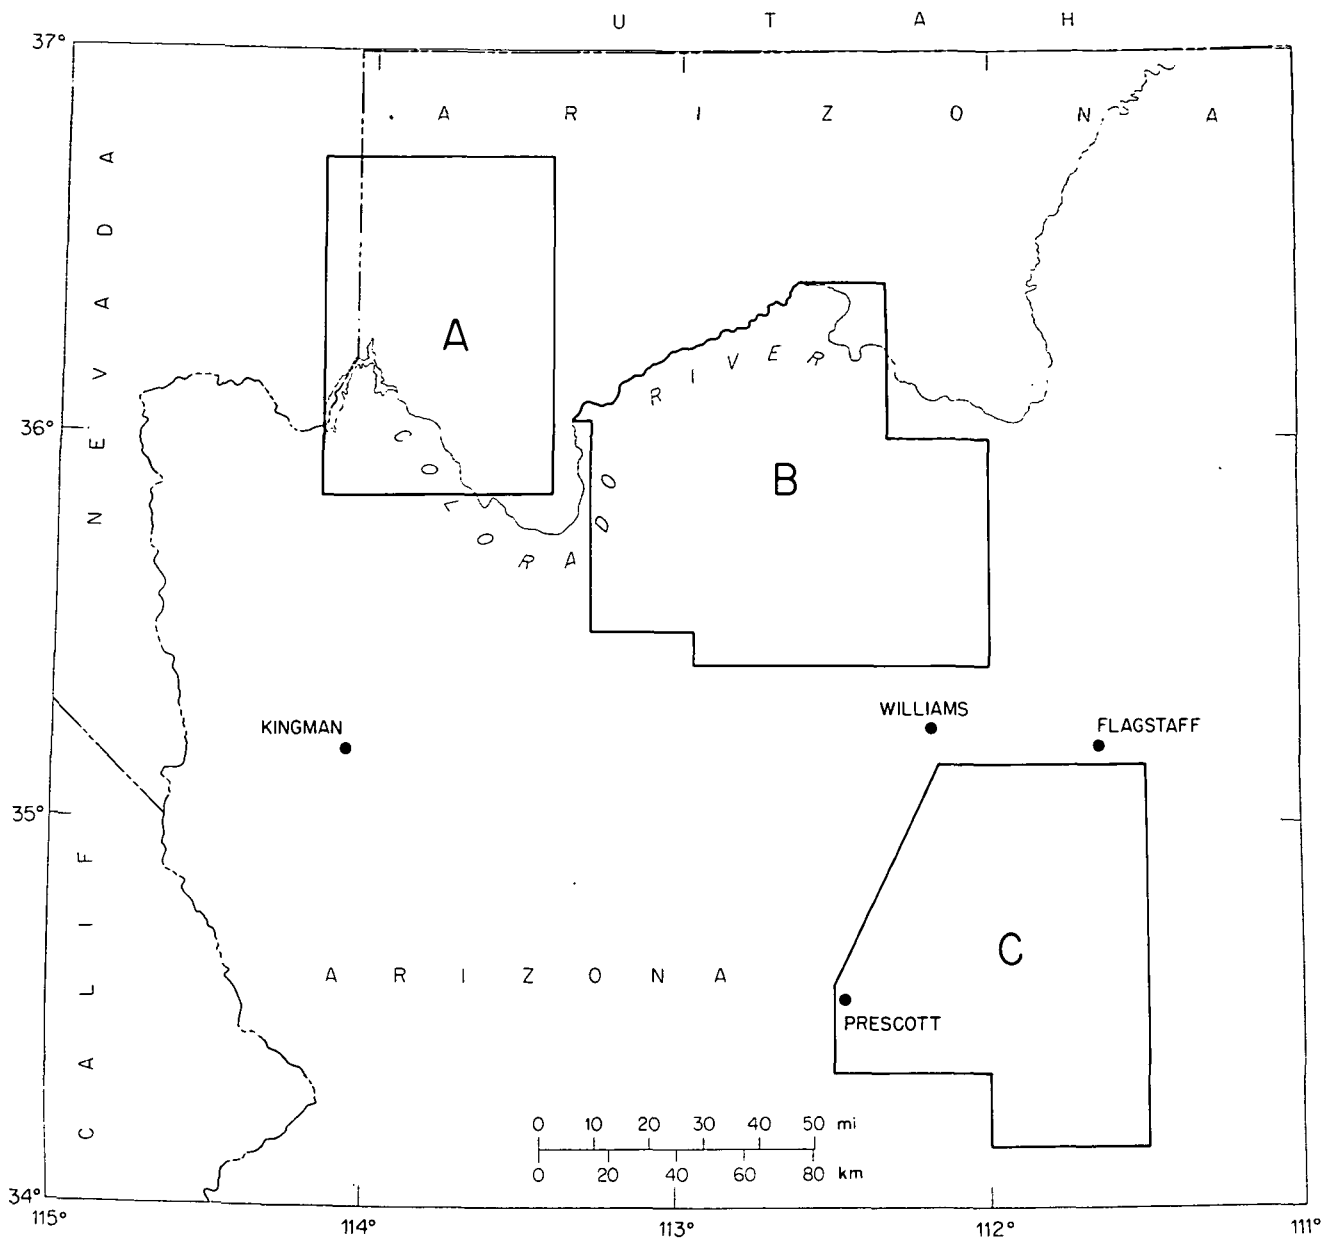 U T A H
37°
A R I Z O N A
N E V A D A
A
R I V E R
36°
C O L O R A D O
B
WILLIAMS
KINGMAN
FLAGSTAFF
35°
C A L I F
C
A R I Z O N A
PRESCOTT
0 10 20 30 40 50 mi
0 20 40 60 80 km
34°
115° 114° 113° 112° 111°